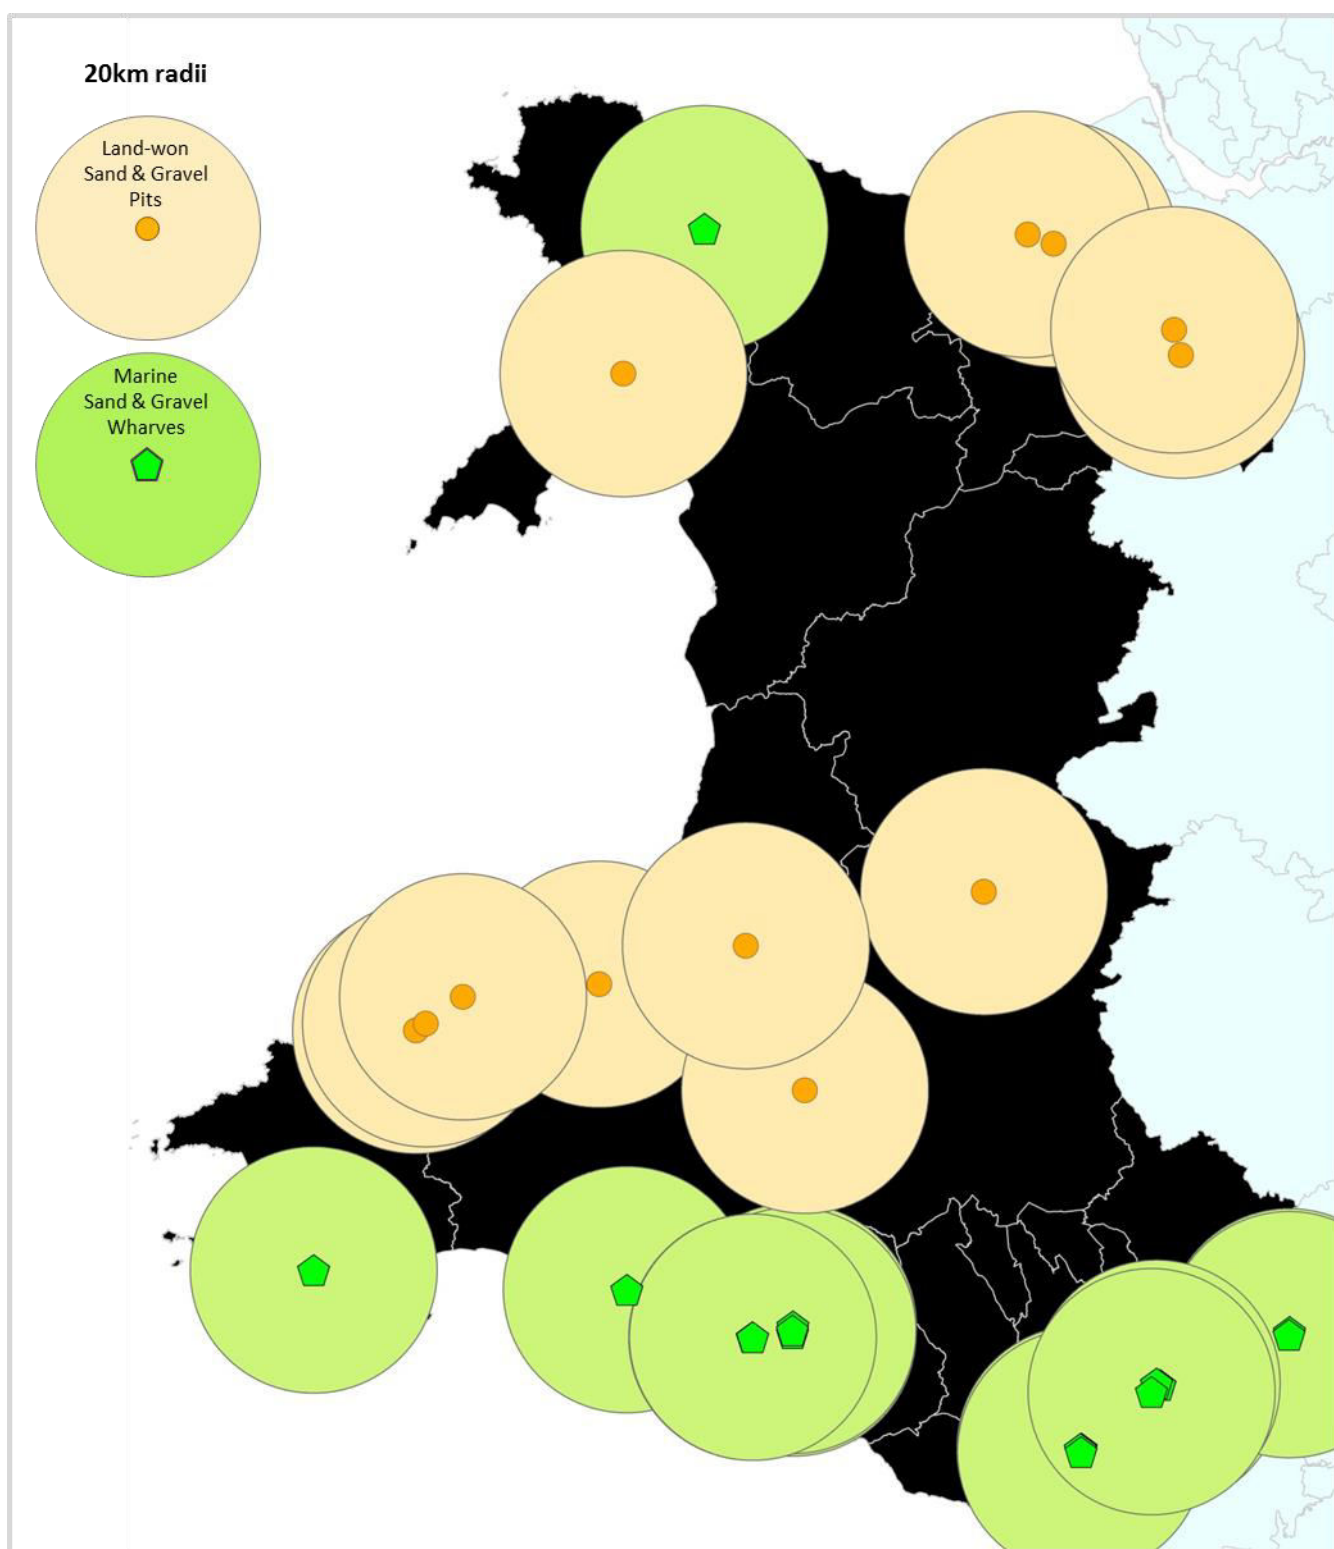 20km radii
Land-won
Sand & Gravel
Pits
Marine
Sand & Gravel
Wharves